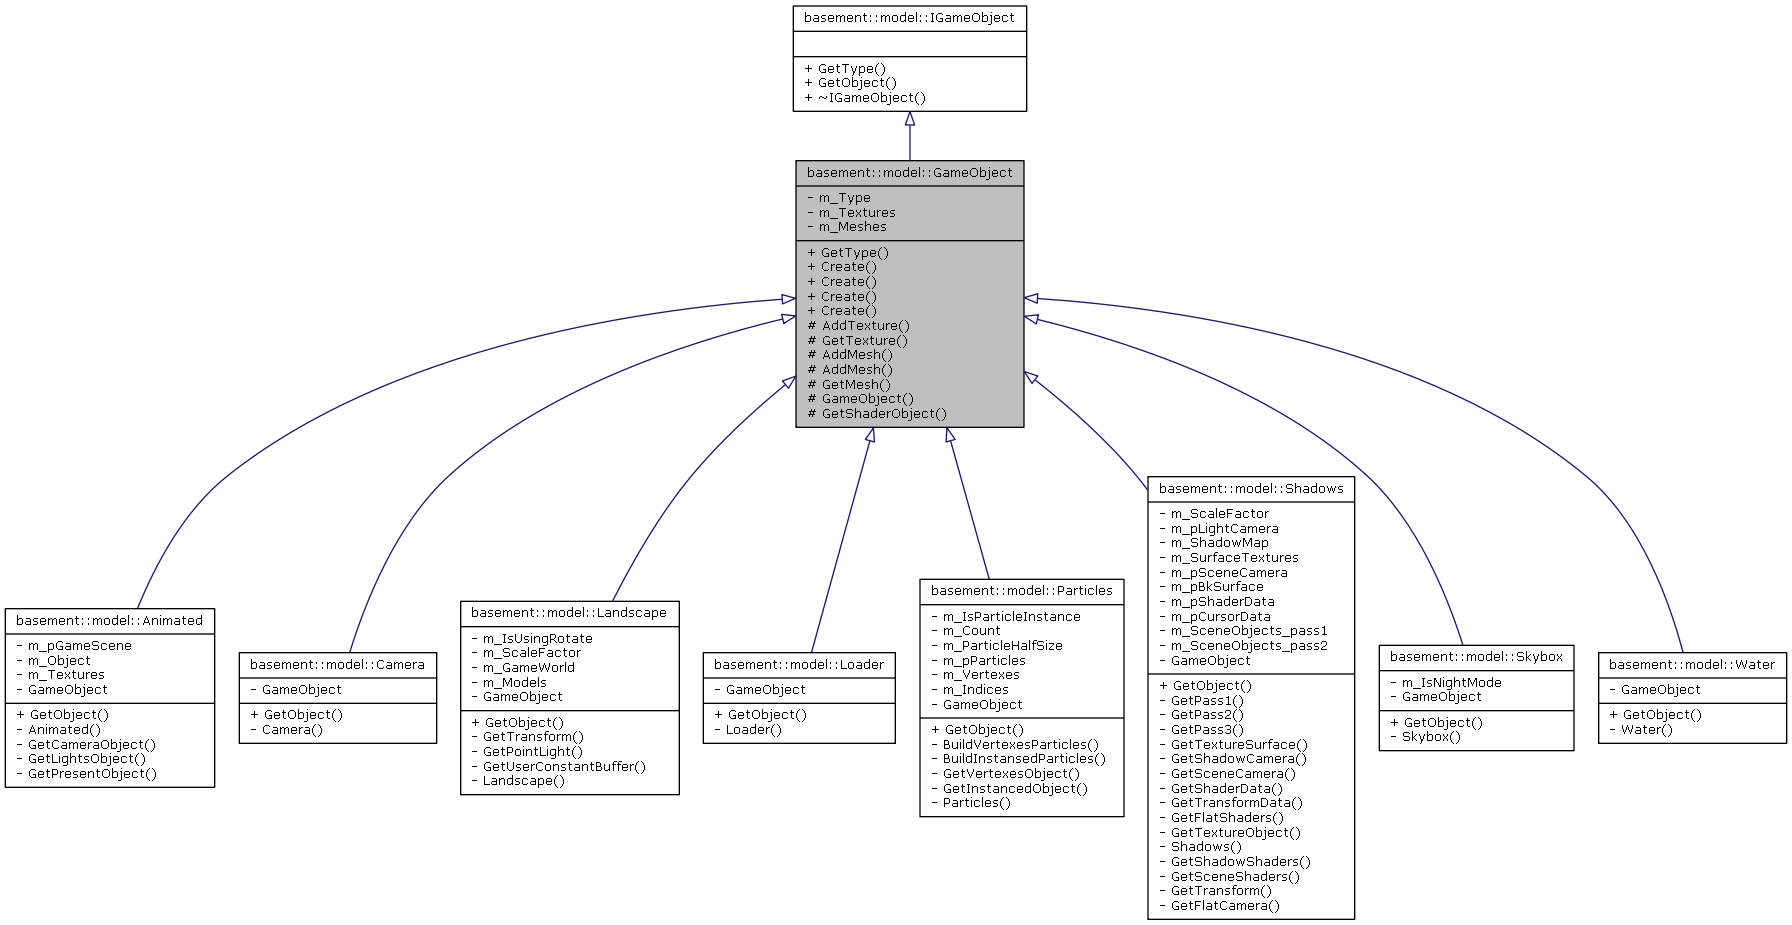 basement::model::IGameObject
+ GetType()
+ GetObject()
+ ~IGameObject()
basement::model::GameObject
- m_Type
- m_Textures
- m_Meshes
+ GetType()
+ Create()
+ Create()
+ Create()
+ Create()
# AddTexture()
# GetTexture()
# AddMesh()
# AddMesh()
# GetMesh()
# GameObject()
# GetShaderObject()
basement::model::Animated
- m_pGameScene
- m_Object
- m_Textures
- GameObject
+ GetObject()
- Animated()
- GetCameraObject()
- GetLightsObject()
- GetPresentObject()
basement::model::Camera
- GameObject
+ GetObject()
- Camera()
basement::model::Landscape
- m_IsUsingRotate
- m_ScaleFactor
- m_GameWorld
- m_Models
- GameObject
+ GetObject()
- GetTransform()
- GetPointLight()
- GetUserConstantBuffer()
- Landscape()
basement::model::Loader
- GameObject
+ GetObject()
- Loader()
basement::model::Particles
- m_IsParticleInstance
- m_Count
- m_ParticleHalfSize
- m_pParticles
- m_Vertexes
- m_Indices
- GameObject
+ GetObject()
- BuildVertexesParticles()
- BuildInstansedParticles()
- GetVertexesObject()
- GetInstancedObject()
- Particles()
basement::model::Shadows
- m_ScaleFactor
- m_pLightCamera
- m_ShadowMap
- m_SurfaceTextures
- m_pSceneCamera
- m_pBkSurface
- m_pShaderData
- m_pCursorData
- m_SceneObjects_pass1
- m_SceneObjects_pass2
- GameObject
+ GetObject()
- GetPass1()
- GetPass2()
- GetPass3()
- GetTextureSurface()
- GetShadowCamera()
- GetSceneCamera()
- GetShaderData()
- GetTransformData()
- GetFlatShaders()
- GetTextureObject()
- Shadows()
- GetShadowShaders()
- GetSceneShaders()
- GetTransform()
- GetFlatCamera()
basement::model::Skybox
- m_IsNightMode
- GameObject
+ GetObject()
- Skybox()
basement::model::Water
- GameObject
+ GetObject()
- Water()